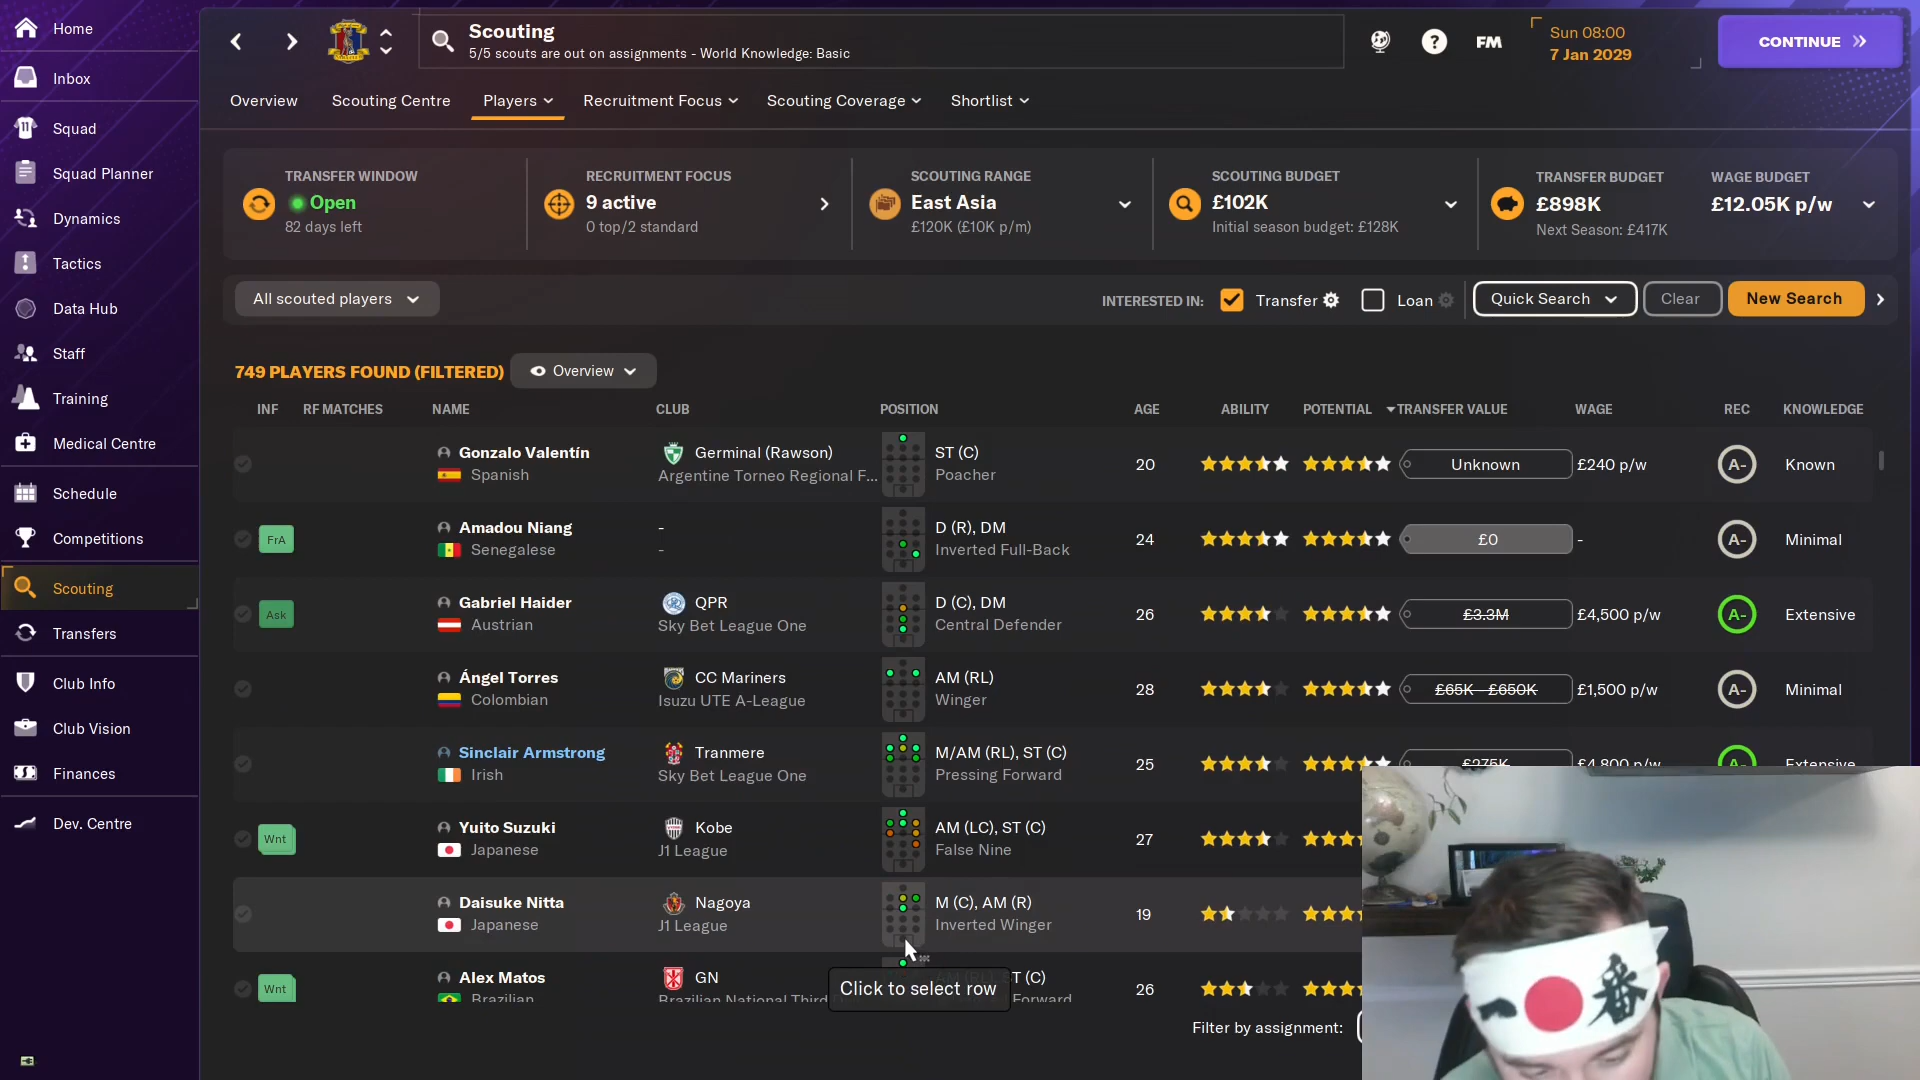 Home
Inbox
Squad
Squad Planner
Dynamics
Tactics
Data Hub
Staff
Training
Medical Centre
Schedule
Competitions
Scouting
Transfers
Club Info
Club Vision
Finances
Dev. Centre
Scouting
5/5 scouts are out on assignments - World Knowledge: Basic
?
FM
Sun 08:00
7 Jan 2029
CONTINUE
Overview Scouting Centre Players Recruitment Focus Scouting Coverage Shortlist
TRANSFER WINDOW
Open
82 days left
RECRUITMENT FOCUS
9 active
0 top/2 standard
SCOUTING RANGE
East Asia
£120K (£10K p/m)
SCOUTING BUDGET
£102K
Initial season budget: £128K
TRANSFER BUDGET
£898K
Next Season: £417K
WAGE BUDGET
£12.05K p/w
All scouted players
INTERESTED IN: Transfer Loan
Quick Search
Clear
New Search
749 PLAYERS FOUND (FILTERED) Overview
INF RF MATCHES NAME CLUB POSITION AGE ABILITY POTENTIAL TRANSFER VALUE WAGE REC KNOWLEDGE
Gonzalo Valentín Germinal (Rawson) ST (C) 20 Unknown £240 p/w A- Known
Spanish Argentine Torneo Regional F... Poacher
FrA Amadou Niang - D (R), DM 24 £0 - A- Minimal
Senegalese - Inverted Full-Back
Ask Gabriel Haider QPR D (C), DM 26 £3.3M £4,500 p/w A- Extensive
Austrian Sky Bet League One Central Defender
Ángel Torres CC Mariners AM (RL) 28 £65K - £650K £1,500 p/w A- Minimal
Colombian Isuzu UTE A-League Winger
Sinclair Armstrong Tranmere M/AM (RL), ST (C) 25 £275K £4,800 p/w A- Extensive
Irish Sky Bet League One Pressing Forward
Wnt Yuito Suzuki Kobe AM (LC), ST (C) 27
Japanese J1 League False Nine
Daisuke Nitta Nagoya M (C), AM (R) 19
Japanese J1 League Inverted Winger
Wnt Alex Matos GN ST (C) 26
Brazilian Brazilian National Third Forward
Click to select row
Filter by assignment:
一番